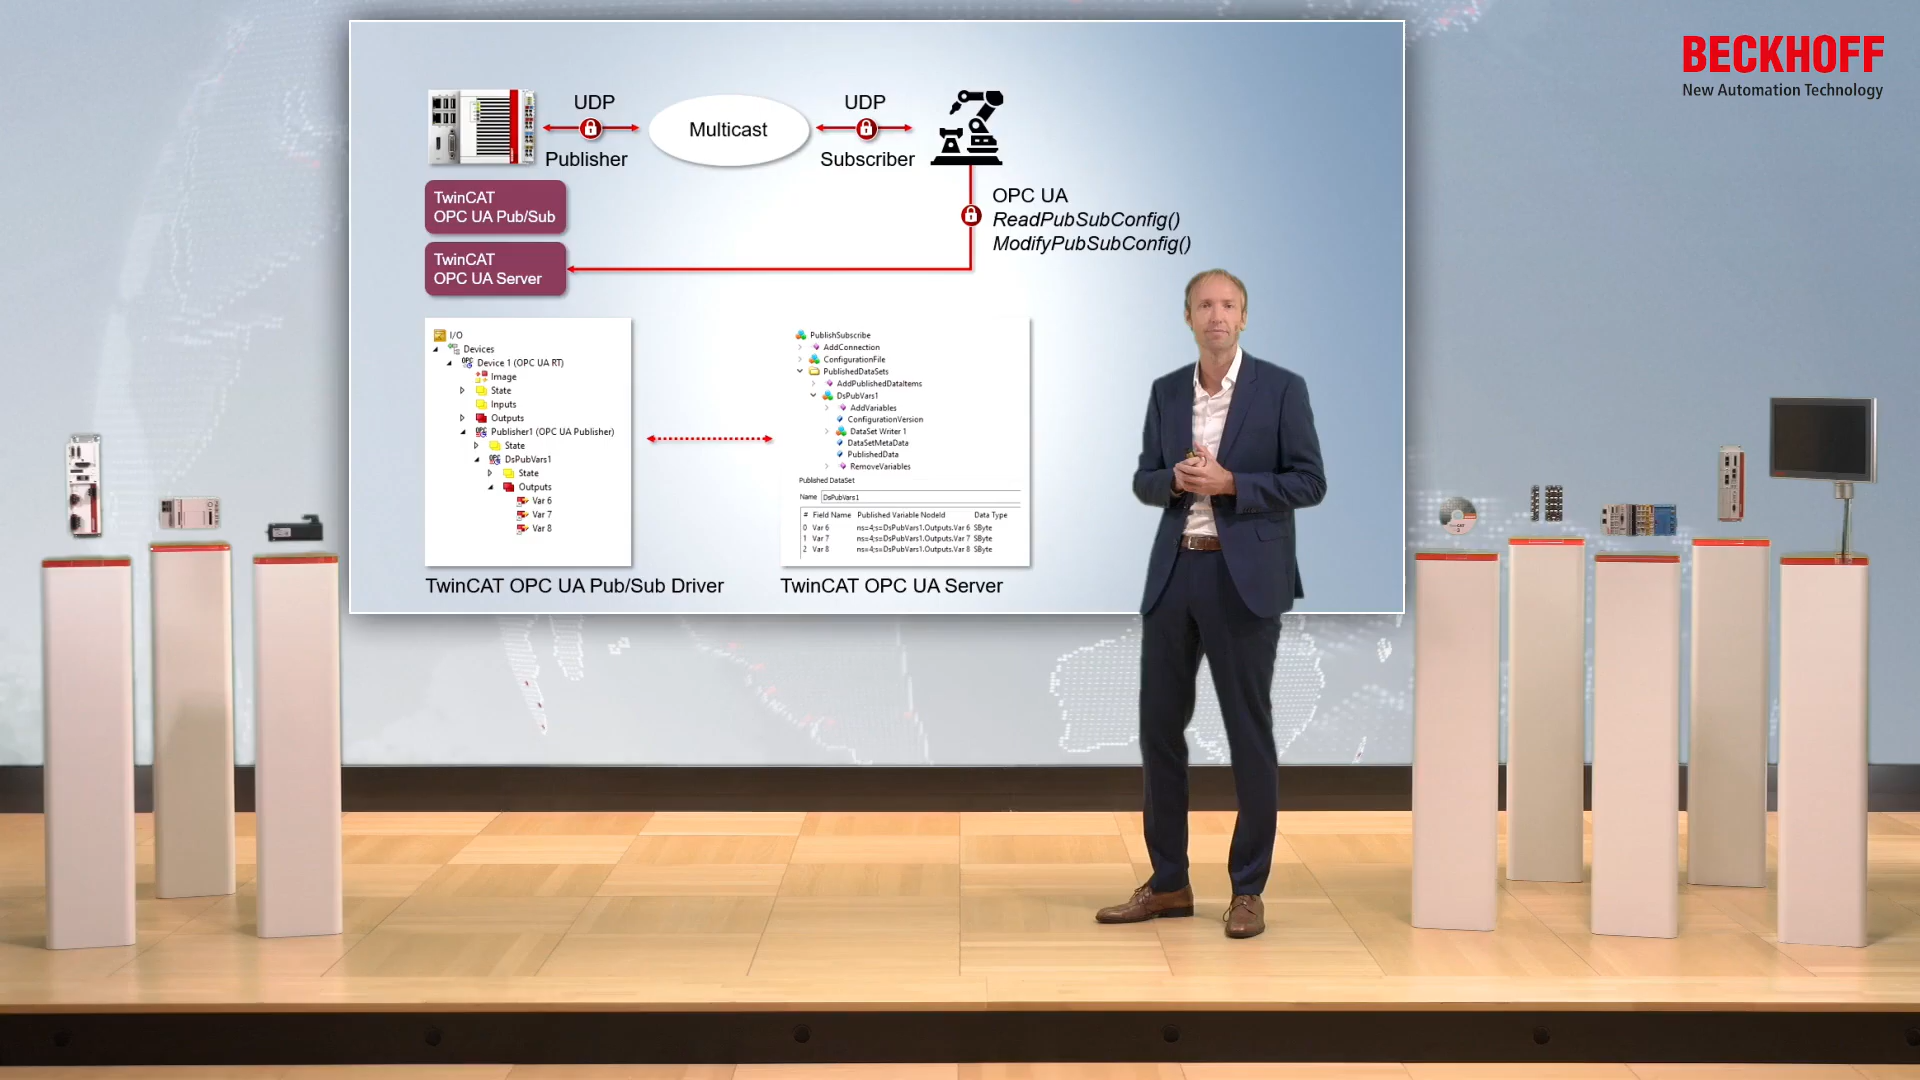 BECKHOFF
New Automation Technology
UDP
Publisher
Multicast
UDP
Subscriber
TwinCAT
OPC UA Pub/Sub
TwinCAT
OPC UA Server
OPC UA
ReadPubSubConfig()
ModifyPubSubConfig()
I/O
Devices
Device 1 (OPC UA RT)
Image
State
Inputs
Outputs
Publisher1 (OPC UA Publisher)
State
DsPubVars1
State
Outputs
Var 6
Var 7
Var 8
PublishSubscribe
AddConnection
ConfigurationFile
PublishedDataSets
AddPublishedDataItems
DsPubVars1
AddVariables
ConfigurationVersion
DataSet Writer 1
DataSetMetaData
PublishedData
RemoveVariables
Published DataSet
Name DsPubVars1
# Field Name Published Variable NodeId Data Type
0 Var 6 ns=4;s=DsPubVars1.Outputs.Var 6 SByte
1 Var 7 ns=4;s=DsPubVars1.Outputs.Var 7 SByte
2 Var 8 ns=4;s=DsPubVars1.Outputs.Var 8 SByte
TwinCAT OPC UA Pub/Sub Driver
TwinCAT OPC UA Server